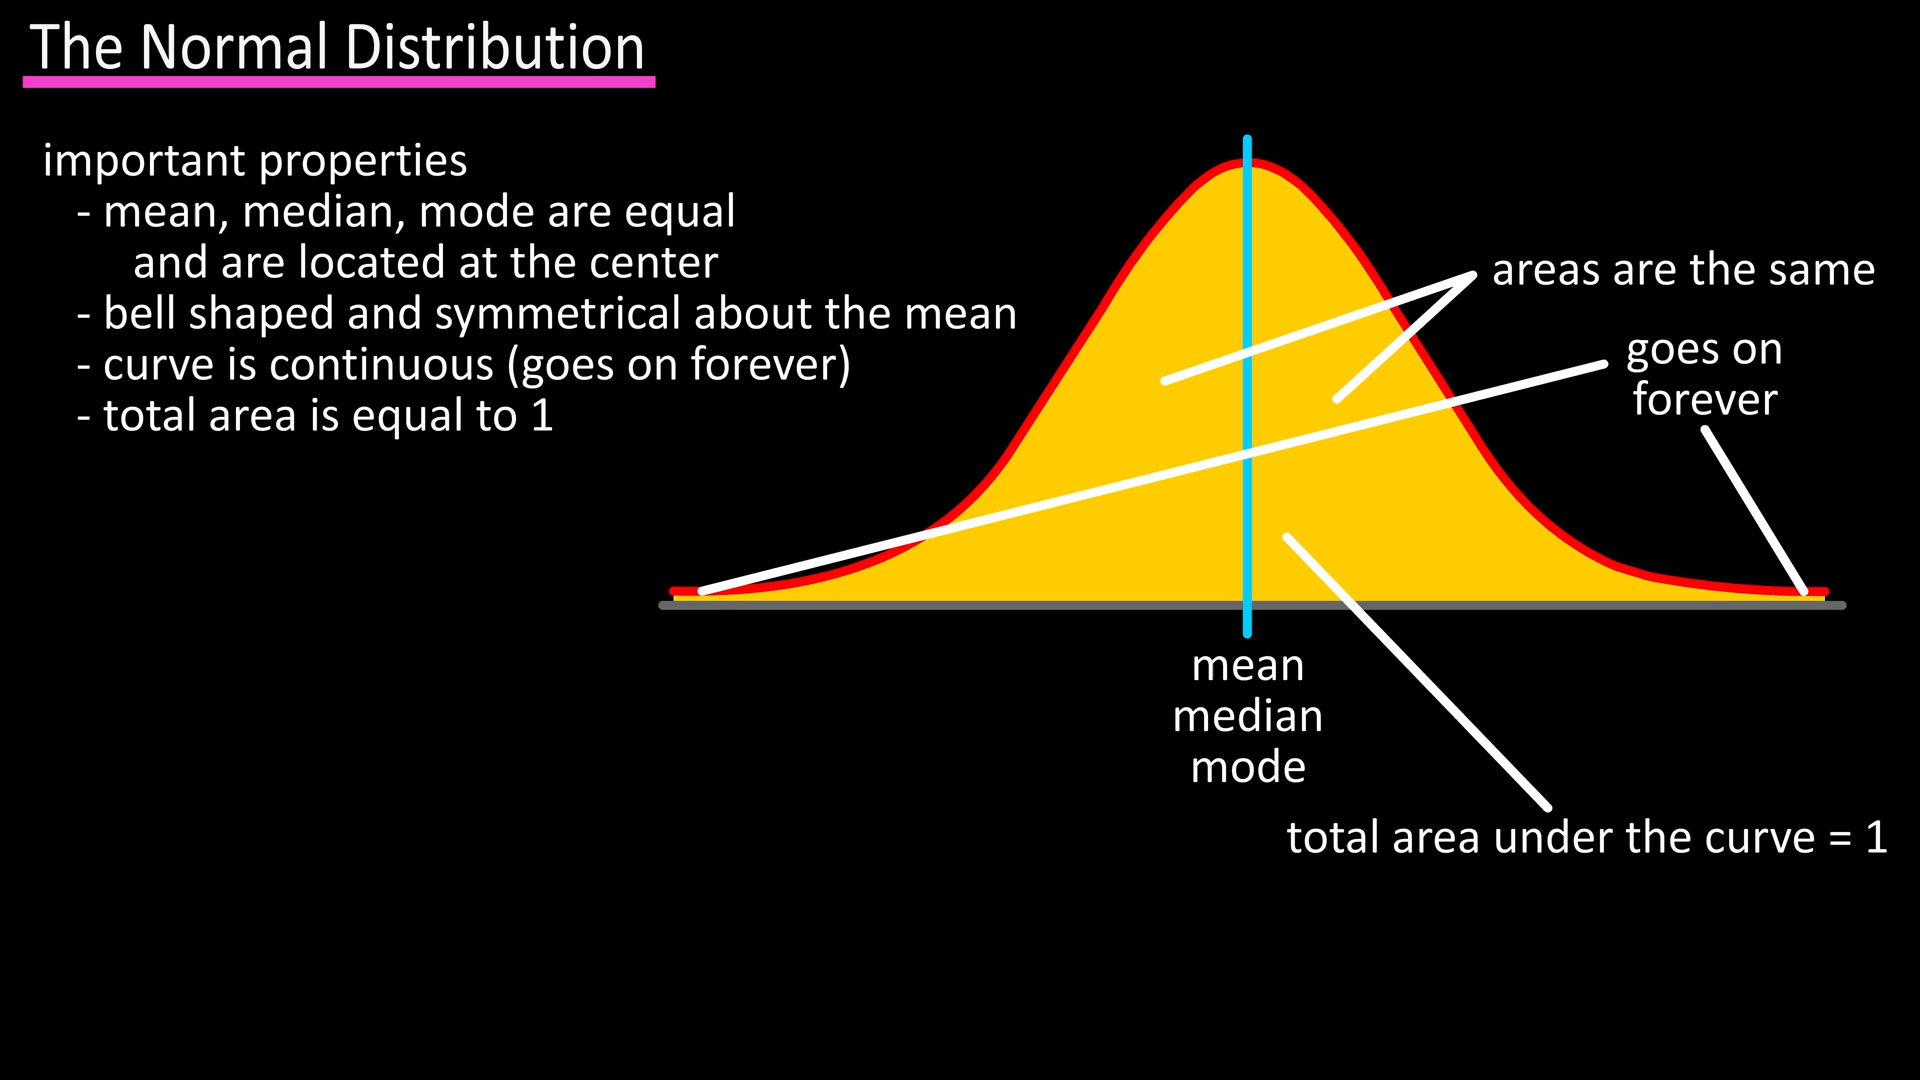 The Normal Distribution
important properties
- mean, median, mode are equal
and are located at the center
- bell shaped and symmetrical about the mean
- curve is continuous (goes on forever)
- total area is equal to 1
areas are the same
goes on
forever
mean
median
mode
total area under the curve = 1